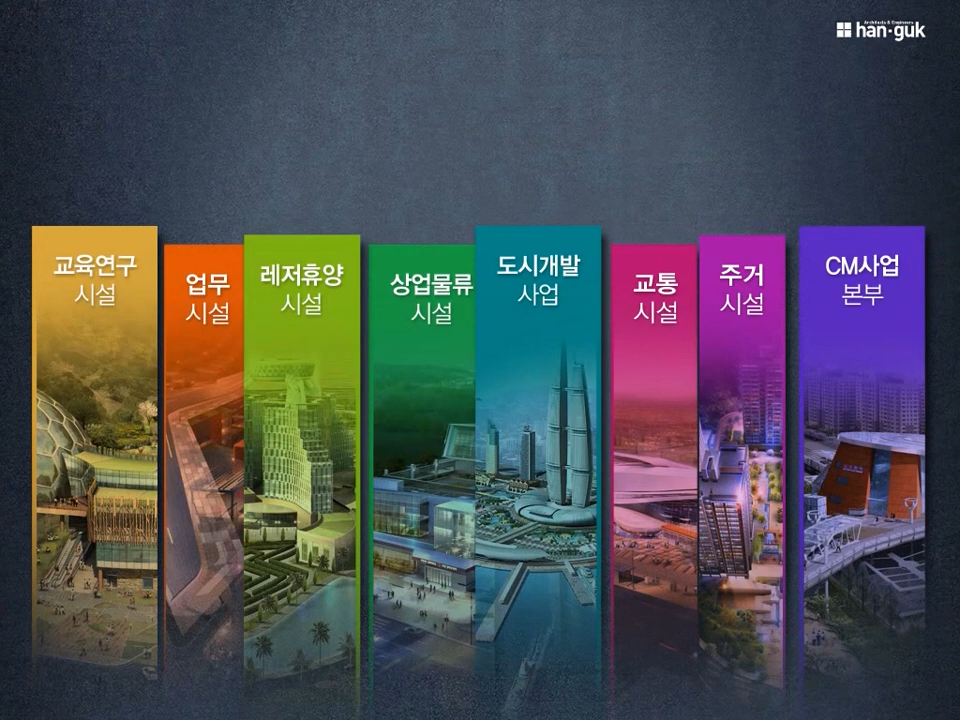 Architects & Engineers
han·guk
교육연구
시설
업무
시설
레저휴양
시설
상업물류
시설
도시개발
사업
교통
시설
주거
시설
CM사업
본부